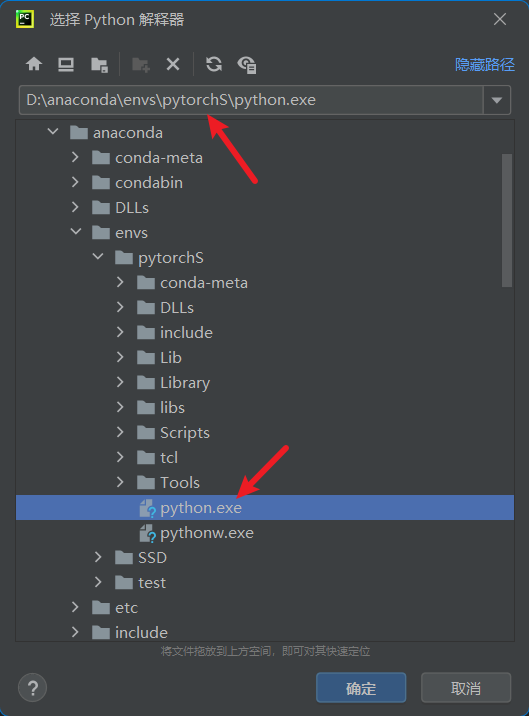 PC
选择 Python 解释器
隐藏路径
D:\anaconda\envs\pytorchS\python.exe
anaconda
conda-meta
condabin
DLLs
envs
pytorchS
conda-meta
DLLs
include
Lib
Library
libs
Scripts
tcl
Tools
python.exe
pythonw.exe
SSD
test
etc
include
将文件拖放到上方空间，即可对其快速定位
?
确定
取消